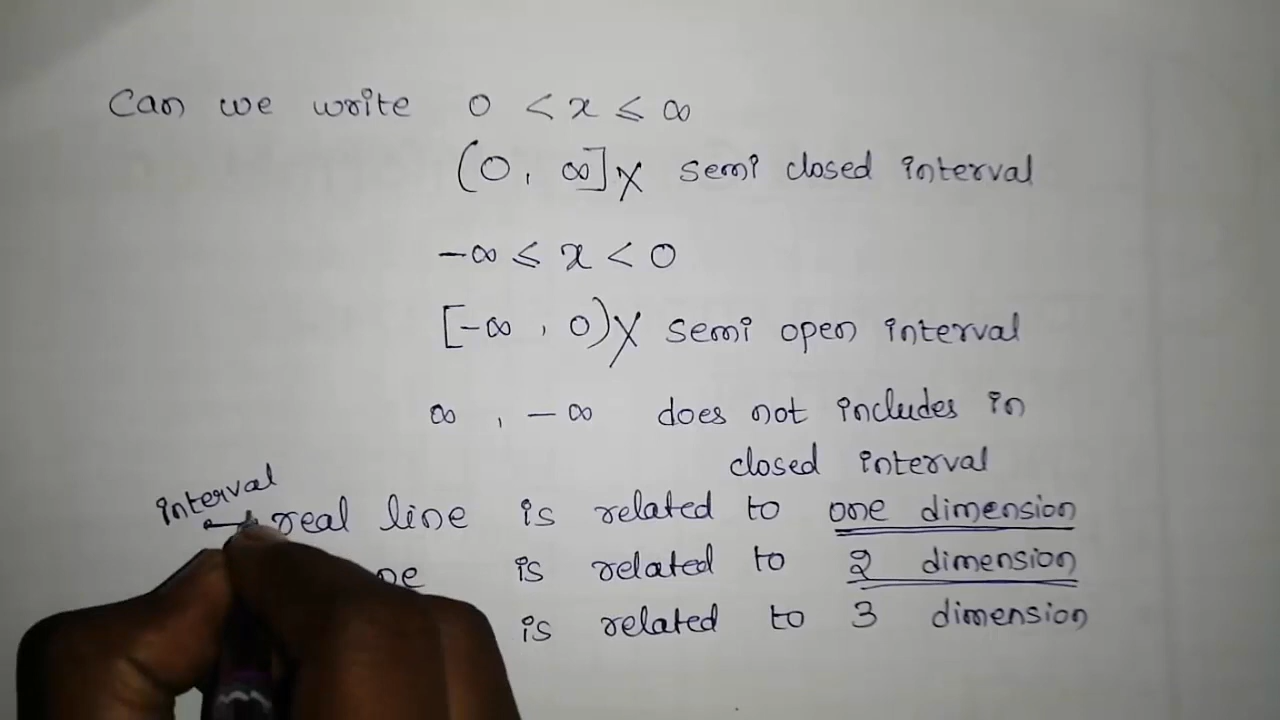 Can we write 0 < x ≤ ∞
(0, ∞] X semi closed interval
-∞ ≤ x < 0
[-∞, 0) X semi open interval
∞, -∞ does not includes in
closed interval
interval
real line is related to one dimension
is related to 2 dimension
is related to 3 dimension